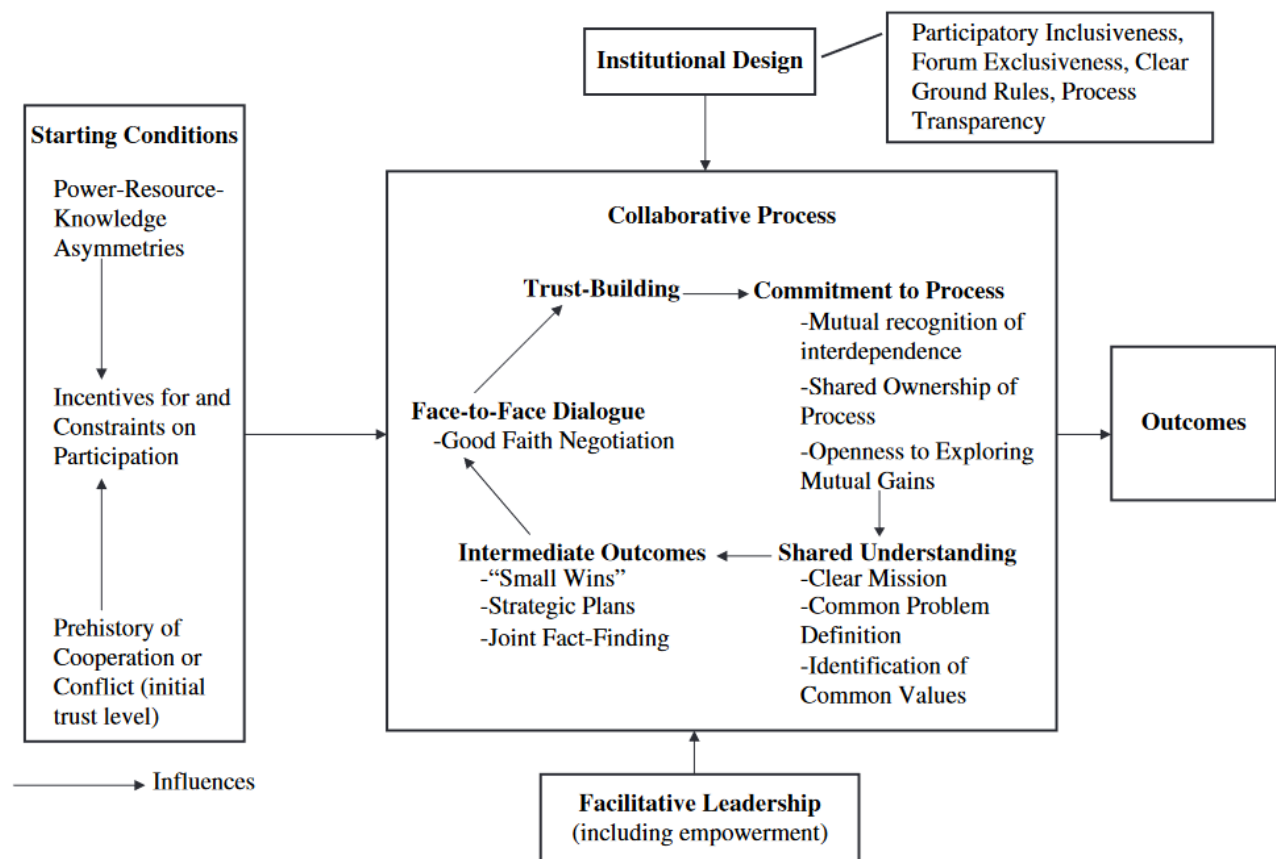 Institutional Design
Participatory Inclusiveness,
Forum Exclusiveness, Clear
Ground Rules, Process
Transparency
Starting Conditions
Power-Resource-
Knowledge
Asymmetries
Incentives for and
Constraints on
Participation
Prehistory of
Cooperation or
Conflict (initial
trust level)
Influences
Collaborative Process
Trust-Building
Commitment to Process
-Mutual recognition of
interdependence
-Shared Ownership of
Process
-Openness to Exploring
Mutual Gains
Face-to-Face Dialogue
-Good Faith Negotiation
Intermediate Outcomes
-“Small Wins”
-Strategic Plans
-Joint Fact-Finding
Shared Understanding
-Clear Mission
-Common Problem
Definition
-Identification of
Common Values
Outcomes
Facilitative Leadership
(including empowerment)